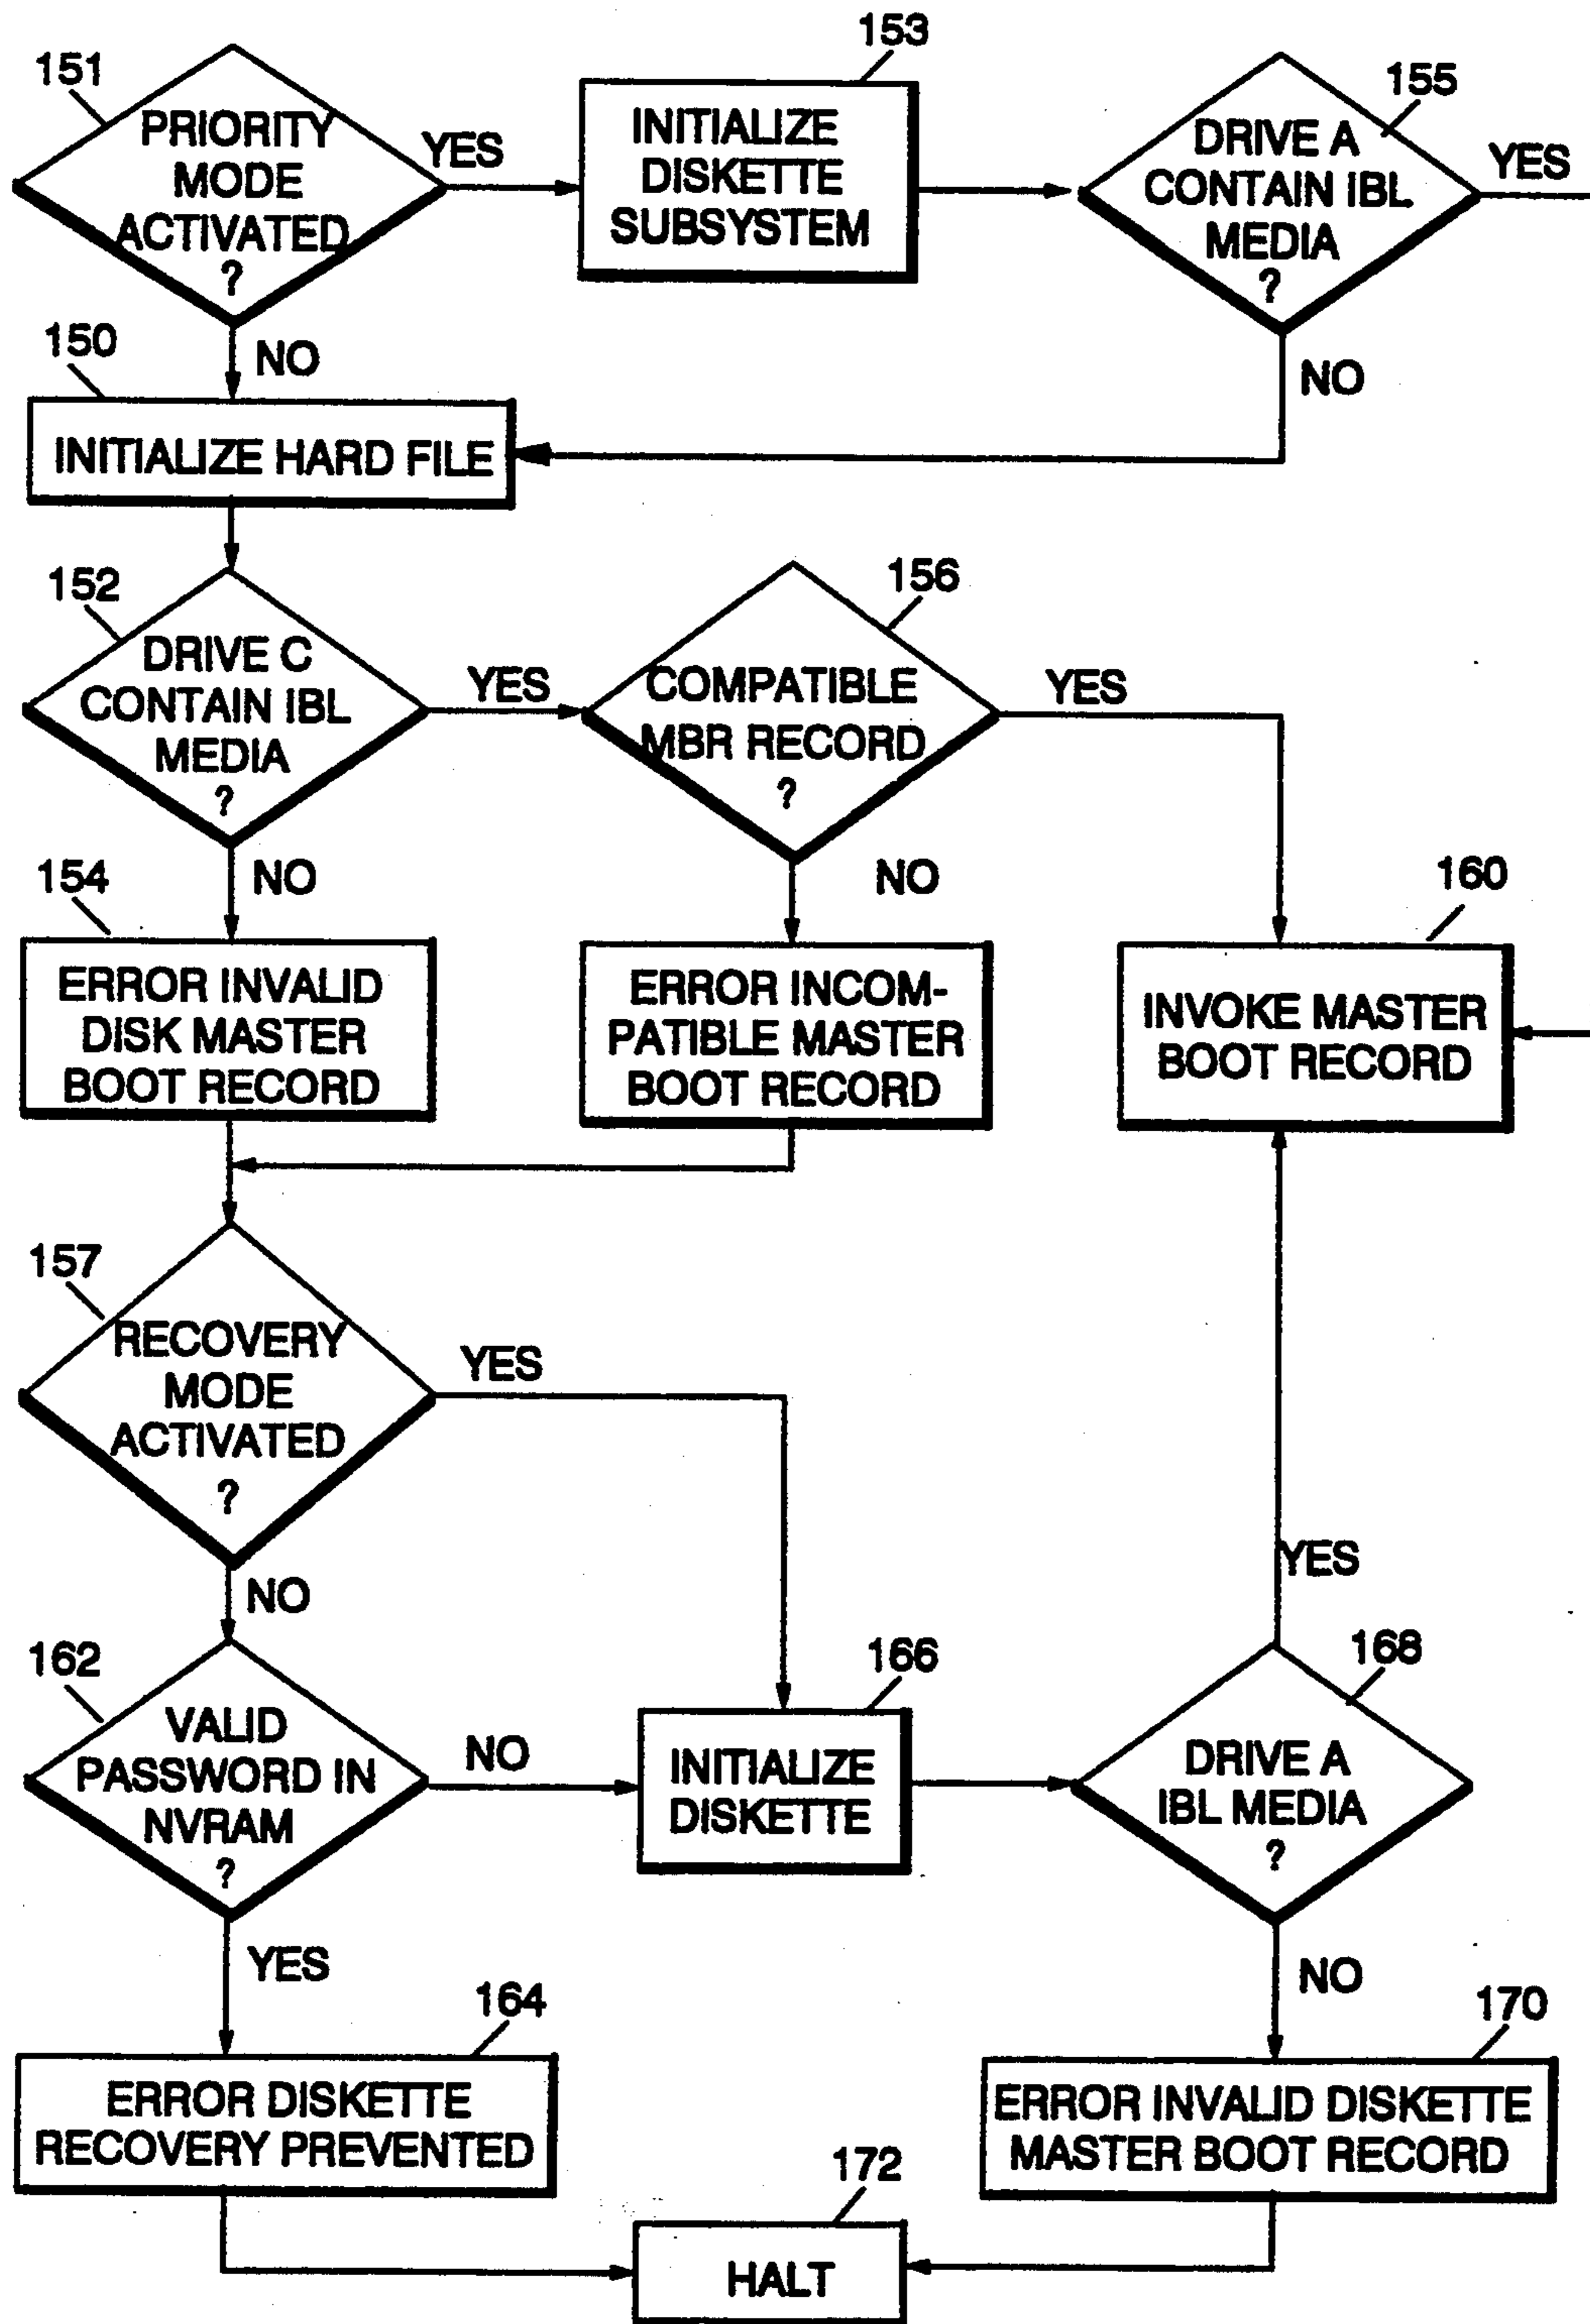 151
PRIORITY
MODE
ACTIVATED
?
YES
153
INITIALIZE
DISKETTE
SUBSYSTEM
155
DRIVE A
CONTAIN IBL
MEDIA
?
YES
NO
NO
150
INITIALIZE HARD FILE
152
DRIVE C
CONTAIN IBL
MEDIA
?
YES
156
COMPATIBLE
MBR RECORD
?
YES
NO
NO
154
ERROR INVALID
DISK MASTER
BOOT RECORD
ERROR INCOM-
PATIBLE MASTER
BOOT RECORD
160
INVOKE MASTER
BOOT RECORD
157
RECOVERY
MODE
ACTIVATED
?
YES
NO
162
VALID
PASSWORD IN
NVRAM
?
NO
166
INITIALIZE
DISKETTE
YES
168
DRIVE A
IBL MEDIA
?
YES
NO
164
ERROR DISKETTE
RECOVERY PREVENTED
170
ERROR INVALID DISKETTE
MASTER BOOT RECORD
172
HALT